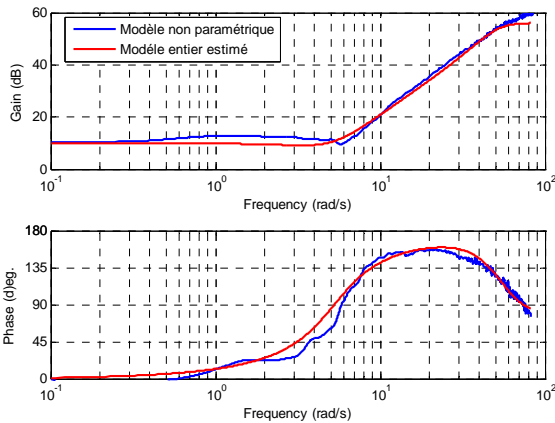 60
40
20
0
Gain (dB)
Modèle non paramétrique
Modéle entier estimé
10^-1
10^0
10^1
10^2
Frequency (rad/s)
180
135
90
45
0
Phase (d)eg.
10^-1
10^0
10^1
10^2
Frequency (rad/s)